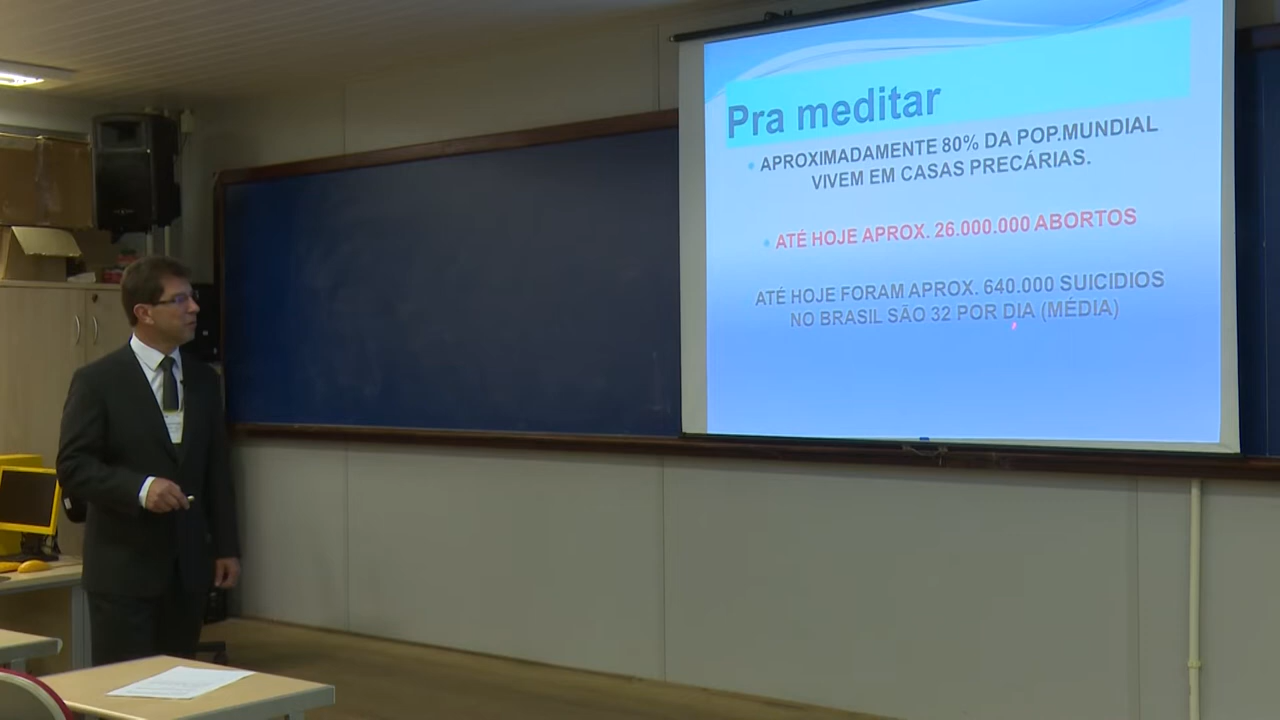 Pra meditar
APROXIMADAMENTE 80% DA POP.MUNDIAL
VIVEM EM CASAS PRECÁRIAS.
ATÉ HOJE APROX. 26.000.000 ABORTOS
ATÉ HOJE FORAM APROX. 640.000 SUICIDIOS
NO BRASIL SÃO 32 POR DIA (MÉDIA)